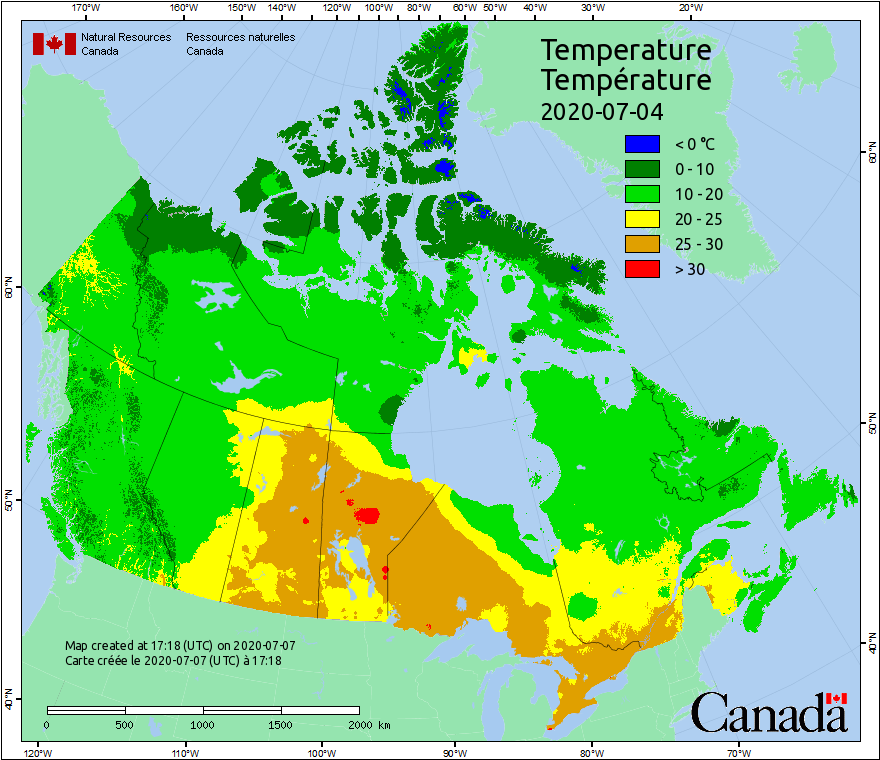 170°W 160°W 150°W 140°W 120°W 100°W 80°W 60°W 50°W 40°W 30°W 20°W
Natural Resources Ressources naturelles
Canada Canada
Temperature
Température
2020-07-04
< 0 °C
0 - 10
10 - 20
20 - 25
25 - 30
> 30
60°N 60°N
50°N 50°N
40°N 40°N
Map created at 17:18 (UTC) on 2020-07-07
Carte créée le 2020-07-07 (UTC) à 17:18
0 500 1000 1500 2000 km
Canada
120°W 110°W 100°W 90°W 80°W 70°W